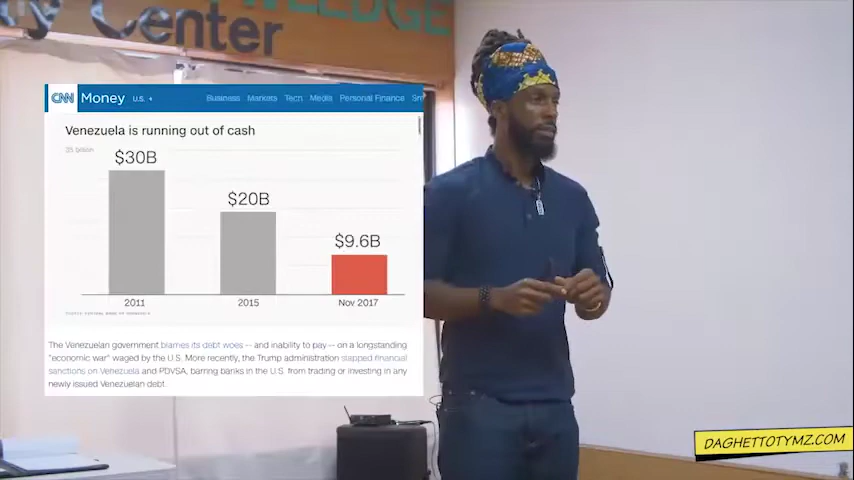 Center
CNN Money U.S. + Business Markets Tech Media Personal Finance
Venezuela is running out of cash
$30B
$20B
$9.6B
2011 2015 Nov 2017
The Venezuelan government blames its debt woes -- and inability to pay -- on a longstanding
"economic war" waged by the U.S. More recently, the Trump administration slapped financial
sanctions on Venezuela and PDVSA, barring banks in the U.S. from trading or investing in any
newly issued Venezuelan debt.
DAGHETTOTYMZ.COM